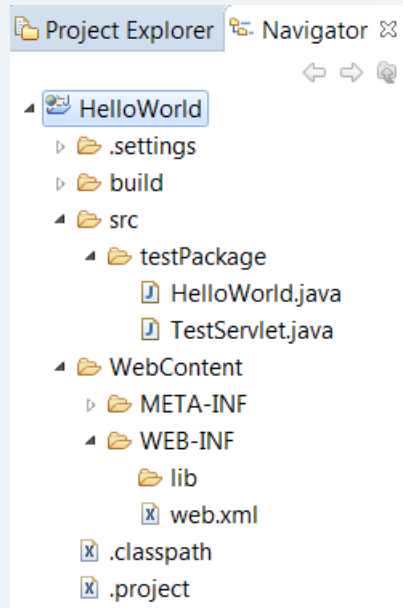 Project Explorer Navigator
HelloWorld
.settings
build
src
testPackage
HelloWorld.java
TestServlet.java
WebContent
META-INF
WEB-INF
lib
web.xml
.classpath
.project